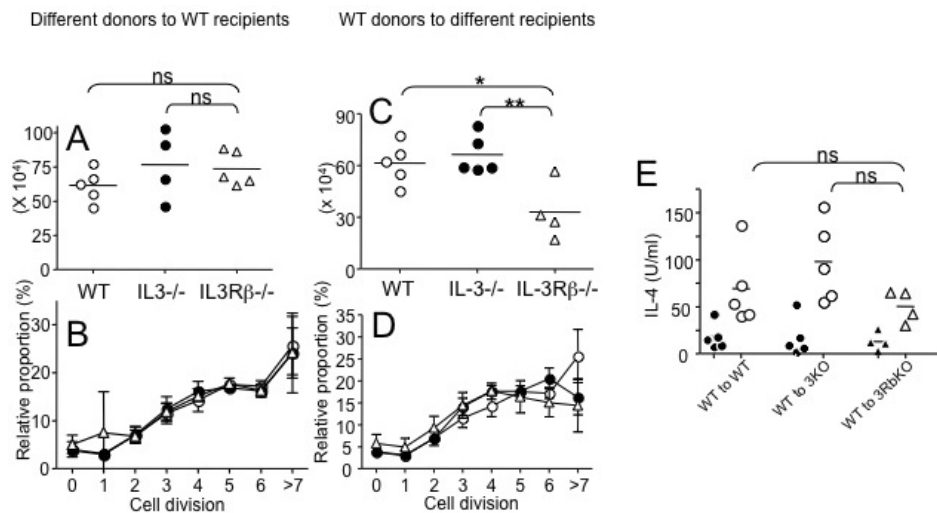 Different donors to WT recipients
WT donors to different recipients
ns
ns
A
100
75
50
25
0
(X 10⁴)
WT IL3-/- IL3Rβ-/-
*
**
C
90
60
30
0
(x 10⁴)
WT IL-3-/- IL-3Rβ-/-
B
30
20
10
0
Relative proportion (%)
0 1 2 3 4 5 6 >7
Cell division
D
35
30
25
20
15
10
5
0
Relative proportion (%)
0 1 2 3 4 5 6 >7
Cell division
E
ns
ns
150
100
50
0
IL-4 (U/ml)
WT to WT
WT to 3KO
WT to 3RbKO